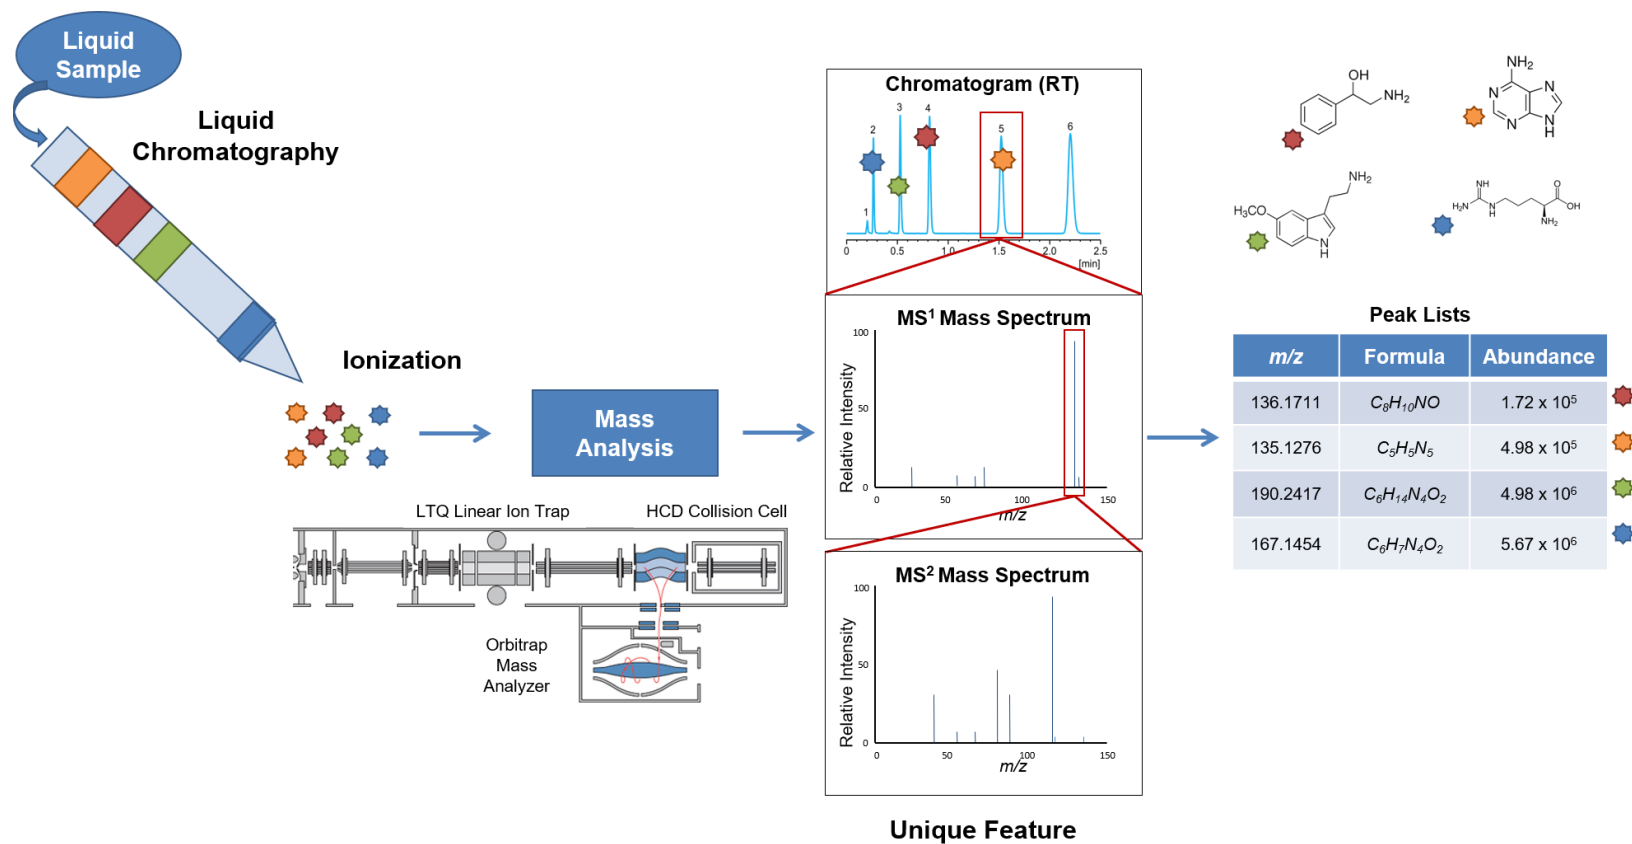 Liquid
Sample
Liquid
Chromatography
Ionization
Mass
Analysis
LTQ Linear Ion Trap
HCD Collision Cell
Orbitrap
Mass
Analyzer
Chromatogram (RT)
1
2
3
4
5
6
0 0.5 1.0 1.5 2.0 2.5
[min]
MS¹ Mass Spectrum
Relative Intensity
100
50
0
0 50 100 150
m/z
MS² Mass Spectrum
Relative Intensity
100
50
0
0 50 100 150
m/z
Unique Feature
OH
NH₂
NH₂
N
N
N
N
H
NH₂
H₃CO
N
H
NH
H₂N
N
H
O
OH
NH₂
Peak Lists
m/z Formula Abundance
136.1711 C₈H₁₀NO 1.72 x 10⁵
135.1276 C₅H₅N₅ 4.98 x 10⁵
190.2417 C₆H₁₄N₄O₂ 4.98 x 10⁶
167.1454 C₆H₇N₄O₂ 5.67 x 10⁶